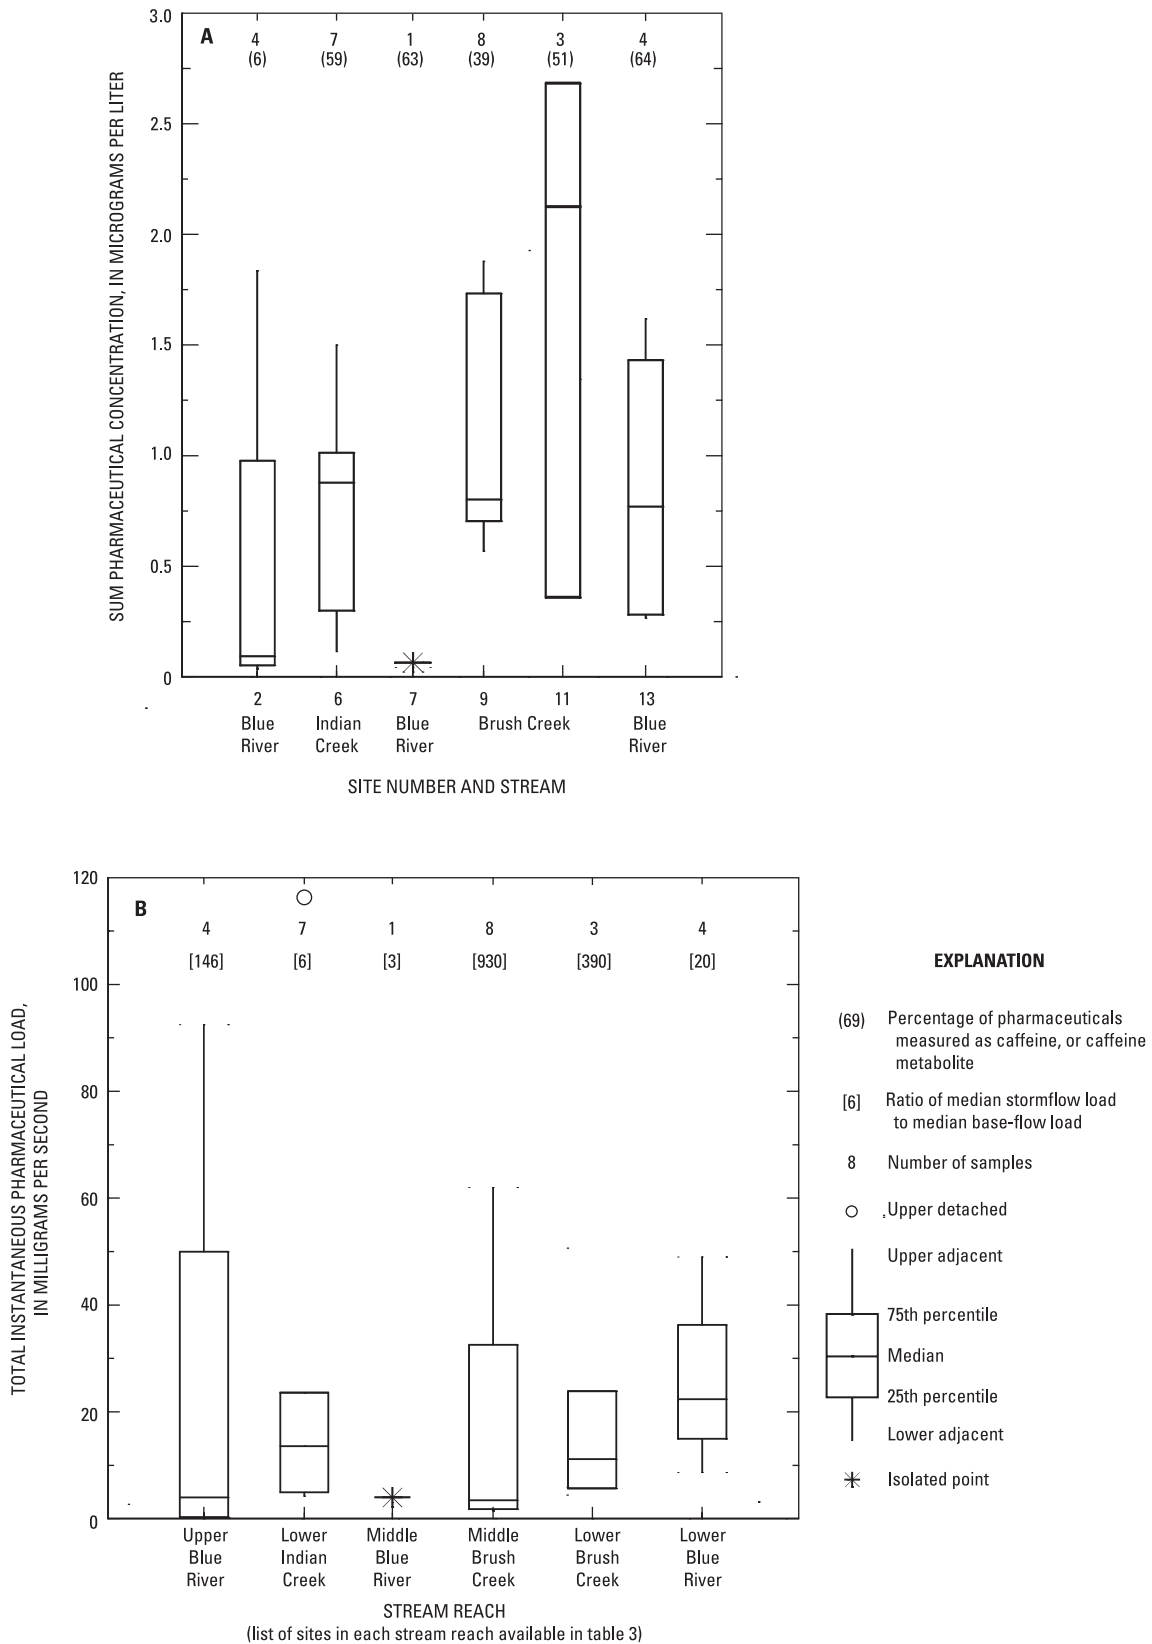 A
4 7 1 8 3 4
(6) (59) (63) (39) (51) (64)
3.0
2.5
2.0
1.5
1.0
0.5
0
SUM PHARMACEUTICAL CONCENTRATION, IN MICROGRAMS PER LITER
2 6 7 9 11 13
Blue Indian Blue Brush Creek Blue
River Creek River River
SITE NUMBER AND STREAM
B
4 7 1 8 3 4
[146] [6] [3] [930] [390] [20]
120
100
80
60
40
20
0
TOTAL INSTANTANEOUS PHARMACEUTICAL LOAD,
IN MILLIGRAMS PER SECOND
Upper Lower Middle Middle Lower Lower
Blue Indian Blue Brush Brush Blue
River Creek River Creek Creek River
STREAM REACH
(list of sites in each stream reach available in table 3)
EXPLANATION
(69) Percentage of pharmaceuticals
measured as caffeine, or caffeine
metabolite
[6] Ratio of median stormflow load
to median base-flow load
8 Number of samples
Upper detached
Upper adjacent
75th percentile
Median
25th percentile
Lower adjacent
Isolated point